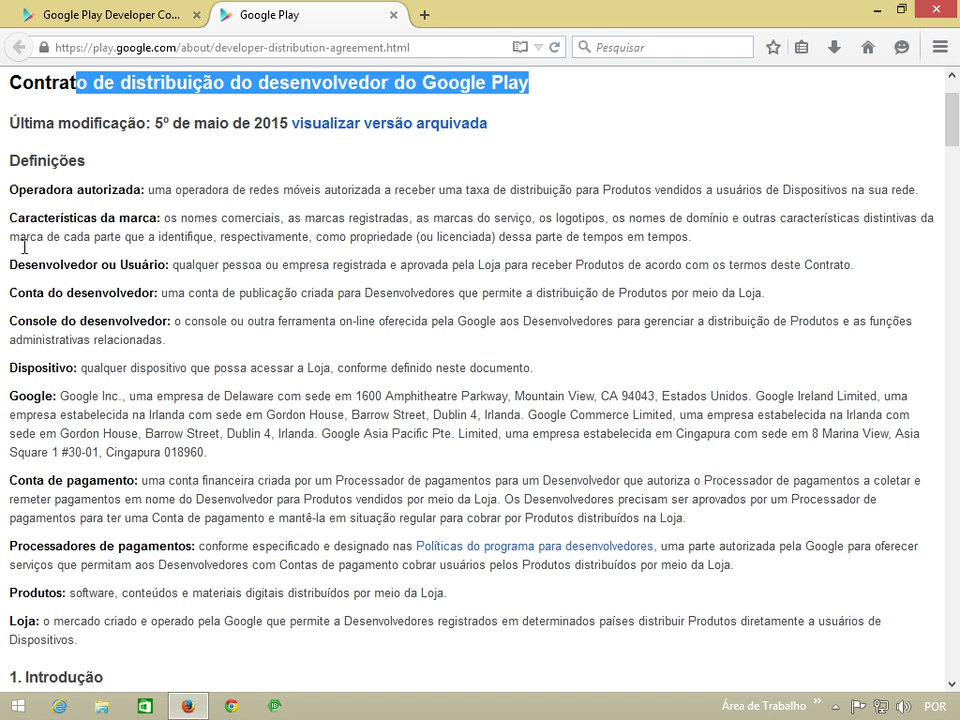 Google Play Developer Co...
Google Play
https://play.google.com/about/developer-distribution-agreement.html
Pesquisar
Contrato de distribuição do desenvolvedor do Google Play
Última modificação: 5º de maio de 2015 visualizar versão arquivada
Definições
Operadora autorizada: uma operadora de redes móveis autorizada a receber uma taxa de distribuição para Produtos vendidos a usuários de Dispositivos na sua rede.
Características da marca: os nomes comerciais, as marcas registradas, as marcas do serviço, os logotipos, os nomes de domínio e outras características distintivas da
marca de cada parte que a identifique, respectivamente, como propriedade (ou licenciada) dessa parte de tempos em tempos.
Desenvolvedor ou Usuário: qualquer pessoa ou empresa registrada e aprovada pela Loja para receber Produtos de acordo com os termos deste Contrato.
Conta do desenvolvedor: uma conta de publicação criada para Desenvolvedores que permite a distribuição de Produtos por meio da Loja.
Console do desenvolvedor: o console ou outra ferramenta on-line oferecida pela Google aos Desenvolvedores para gerenciar a distribuição de Produtos e as funções
administrativas relacionadas.
Dispositivo: qualquer dispositivo que possa acessar a Loja, conforme definido neste documento.
Google: Google Inc., uma empresa de Delaware com sede em 1600 Amphitheatre Parkway, Mountain View, CA 94043, Estados Unidos. Google Ireland Limited, uma
empresa estabelecida na Irlanda com sede em Gordon House, Barrow Street, Dublin 4, Irlanda. Google Commerce Limited, uma empresa estabelecida na Irlanda com
sede em Gordon House, Barrow Street, Dublin 4, Irlanda. Google Asia Pacific Pte. Limited, uma empresa estabelecida em Cingapura com sede em 8 Marina View, Asia
Square 1 #30-01, Cingapura 018960.
Conta de pagamento: uma conta financeira criada por um Processador de pagamentos para um Desenvolvedor que autoriza o Processador de pagamentos a coletar e
remeter pagamentos em nome do Desenvolvedor para Produtos vendidos por meio da Loja. Os Desenvolvedores precisam ser aprovados por um Processador de
pagamentos para ter uma Conta de pagamento e mantê-la em situação regular para cobrar por Produtos distribuídos na Loja.
Processadores de pagamentos: conforme especificado e designado nas Políticas do programa para desenvolvedores, uma parte autorizada pela Google para oferecer
serviços que permitam aos Desenvolvedores com Contas de pagamento cobrar usuários pelos Produtos distribuídos por meio da Loja.
Produtos: software, conteúdos e materiais digitais distribuídos por meio da Loja.
Loja: o mercado criado e operado pela Google que permite a Desenvolvedores registrados em determinados países distribuir Produtos diretamente a usuários de
Dispositivos.
1. Introdução
Área de Trabalho
POR